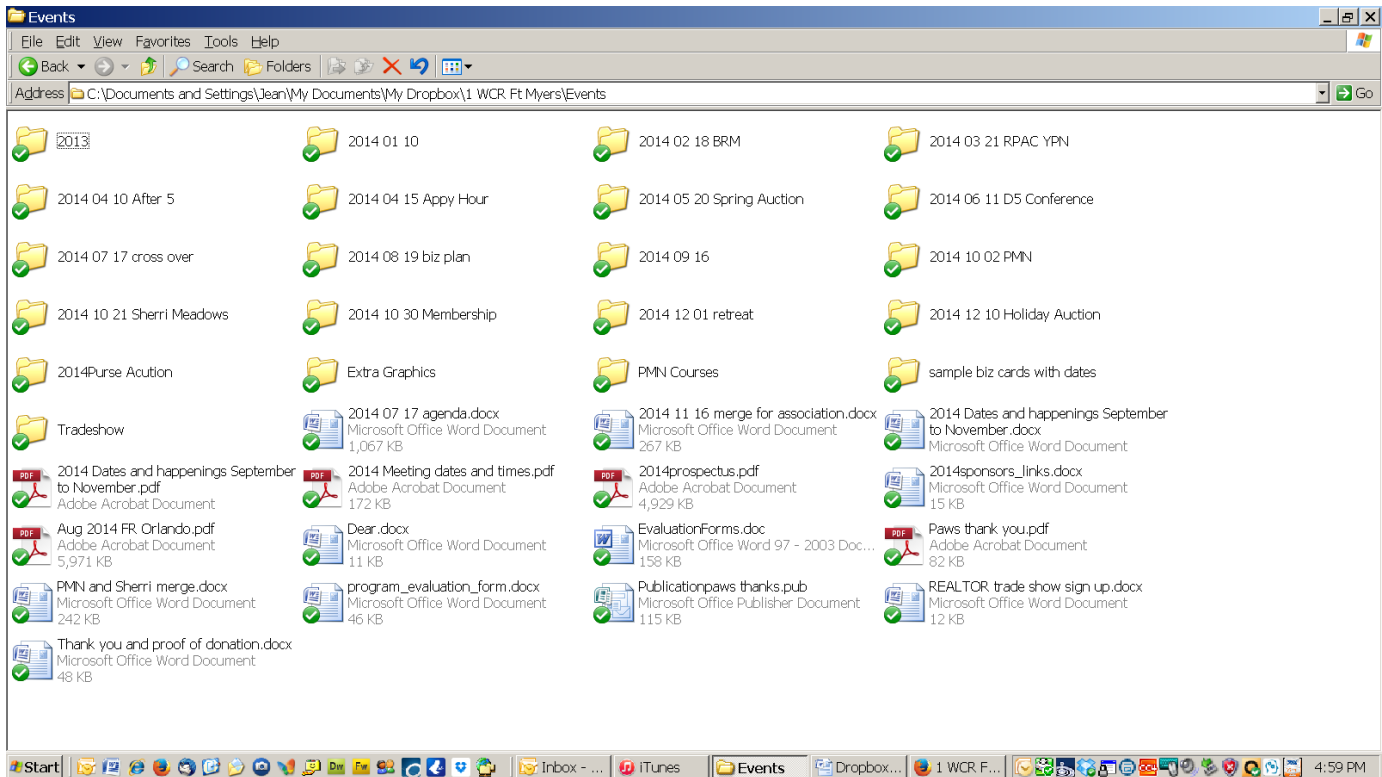 Events
File Edit View Favorites Tools Help
Back Search Folders
Address C:\Documents and Settings\Jean\My Documents\My Dropbox\1 WCR Ft Myers\Events Go
2013
2014 01 10
2014 02 18 BRM
2014 03 21 RPAC YPN
2014 04 10 After 5
2014 04 15 Appy Hour
2014 05 20 Spring Auction
2014 06 11 D5 Conference
2014 07 17 cross over
2014 08 19 biz plan
2014 09 16
2014 10 02 PMN
2014 10 21 Sherri Meadows
2014 10 30 Membership
2014 12 01 retreat
2014 12 10 Holiday Auction
2014Purse Acution
Extra Graphics
PMN Courses
sample biz cards with dates
Tradeshow
2014 07 17 agenda.docx
Microsoft Office Word Document
1,067 KB
2014 11 16 merge for association.docx
Microsoft Office Word Document
267 KB
2014 Dates and happenings September
to November.docx
Microsoft Office Word Document
PDF
2014 Dates and happenings September
to November.pdf
Adobe Acrobat Document
PDF
2014 Meeting dates and times.pdf
Adobe Acrobat Document
172 KB
PDF
2014prospectus.pdf
Adobe Acrobat Document
4,929 KB
2014sponsors_links.docx
Microsoft Office Word Document
15 KB
PDF
Aug 2014 FR Orlando.pdf
Adobe Acrobat Document
5,971 KB
Dear.docx
Microsoft Office Word Document
11 KB
EvaluationForms.doc
Microsoft Office Word 97 - 2003 Doc...
158 KB
PDF
Paws thank you.pdf
Adobe Acrobat Document
82 KB
PMN and Sherri merge.docx
Microsoft Office Word Document
242 KB
program_evaluation_form.docx
Microsoft Office Word Document
46 KB
Publicationpaws thanks.pub
Microsoft Office Publisher Document
115 KB
REALTOR trade show sign up.docx
Microsoft Office Word Document
12 KB
Thank you and proof of donation.docx
Microsoft Office Word Document
48 KB
Start Dw Fw Inbox - ... iTunes Events Dropbox... 1 WCR F... 4:59 PM